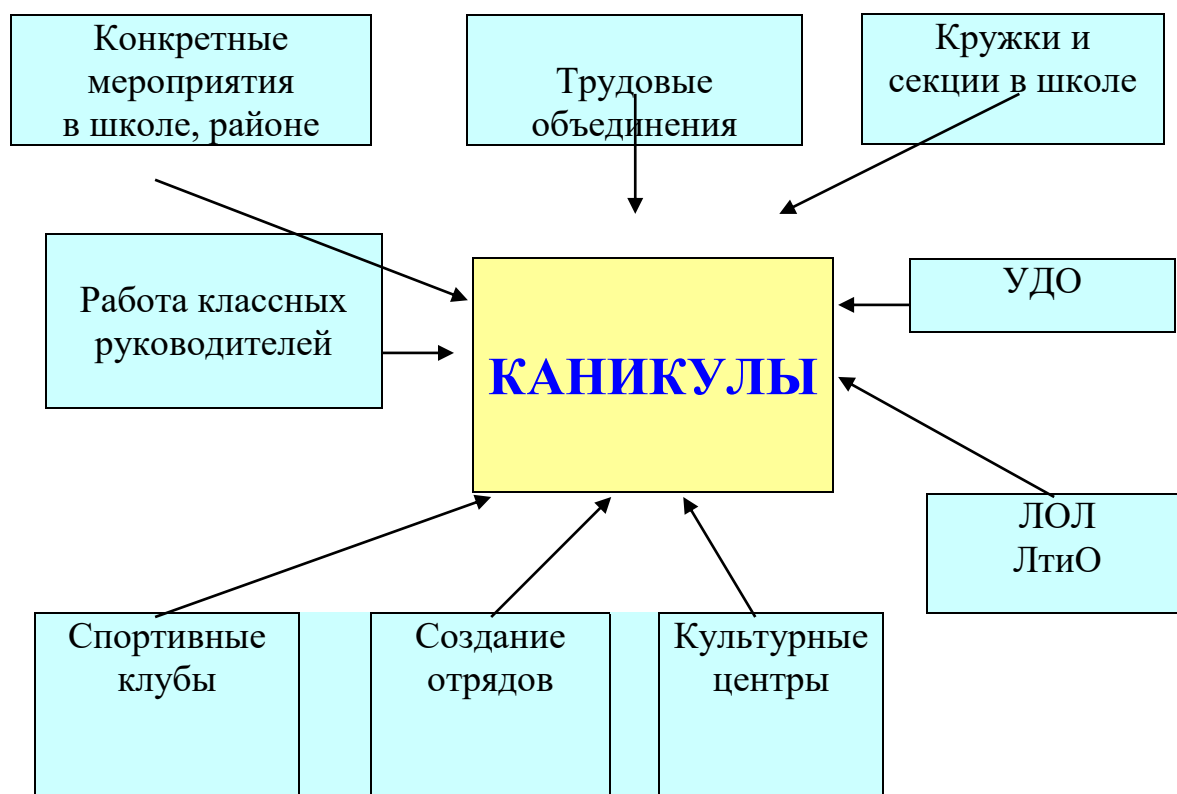 Конкретные
мероприятия
в школе, районе
Трудовые
объединения
Кружки и
секции в школе
Работа классных
руководителей
КАНИКУЛЫ
УДО
ЛОЛ
ЛтиО
Спортивные
клубы
Создание
отрядов
Культурные
центры